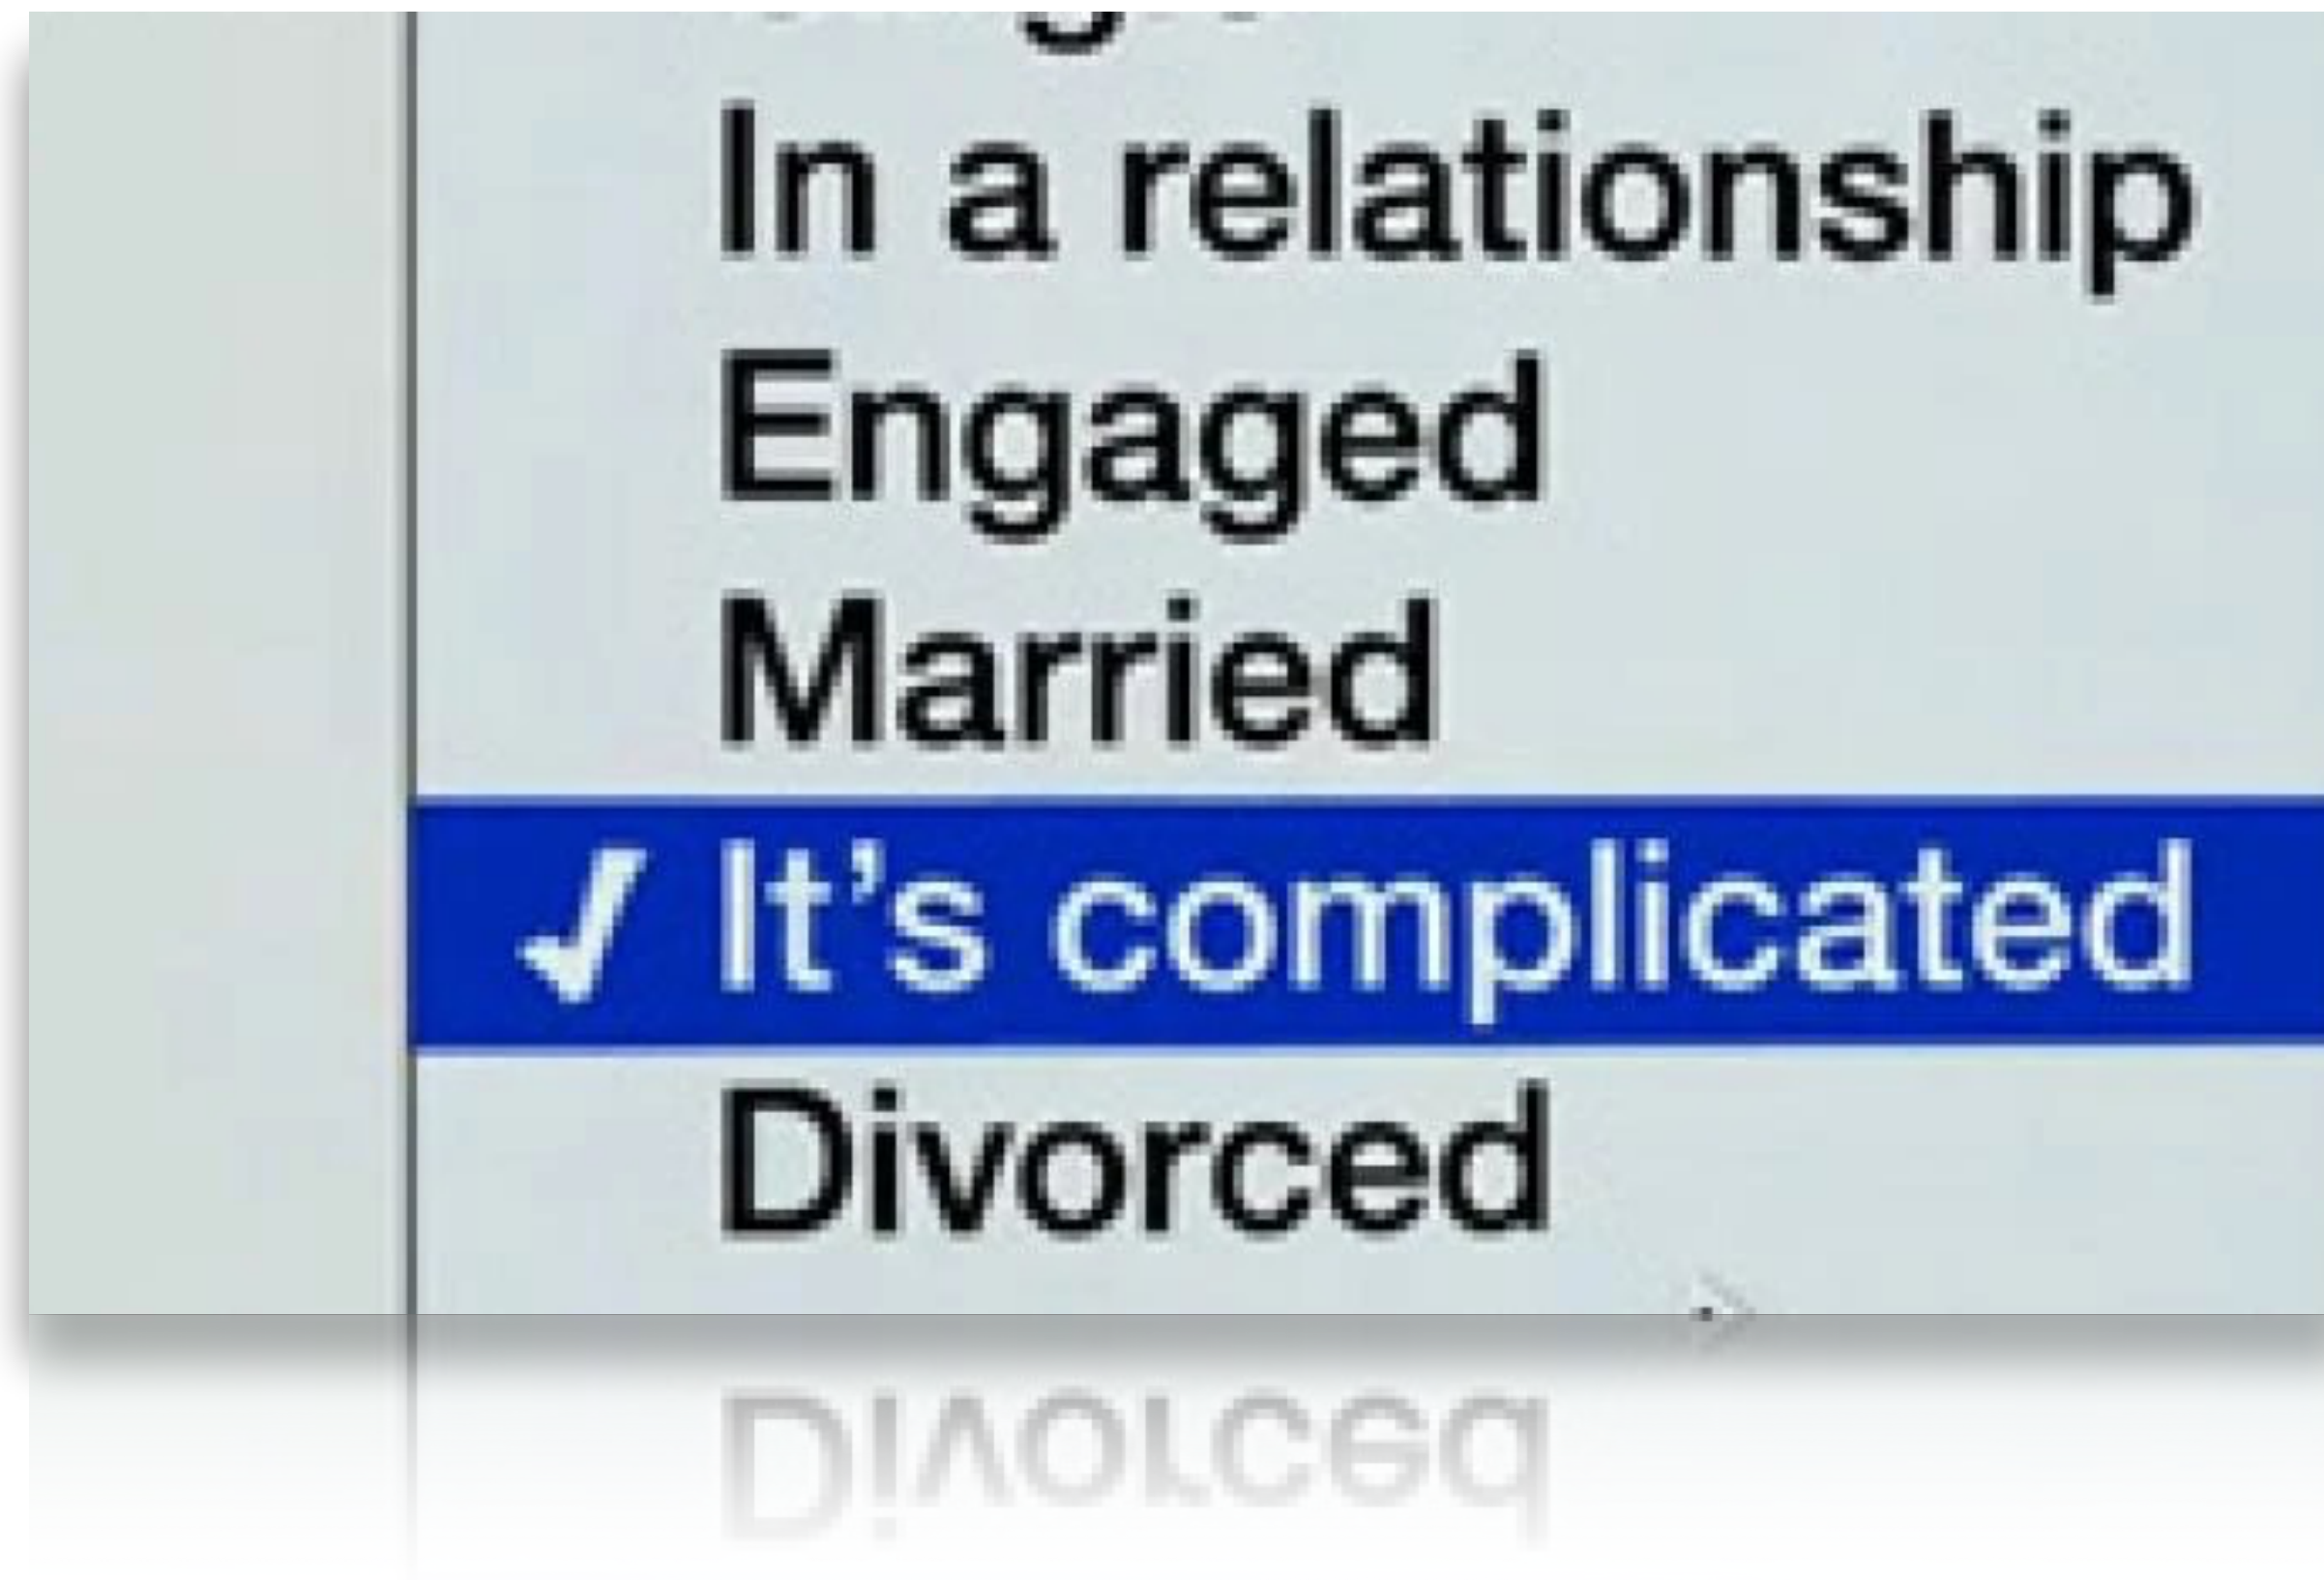 In a relationship
Engaged
Married
✓ It’s complicated
Divorced